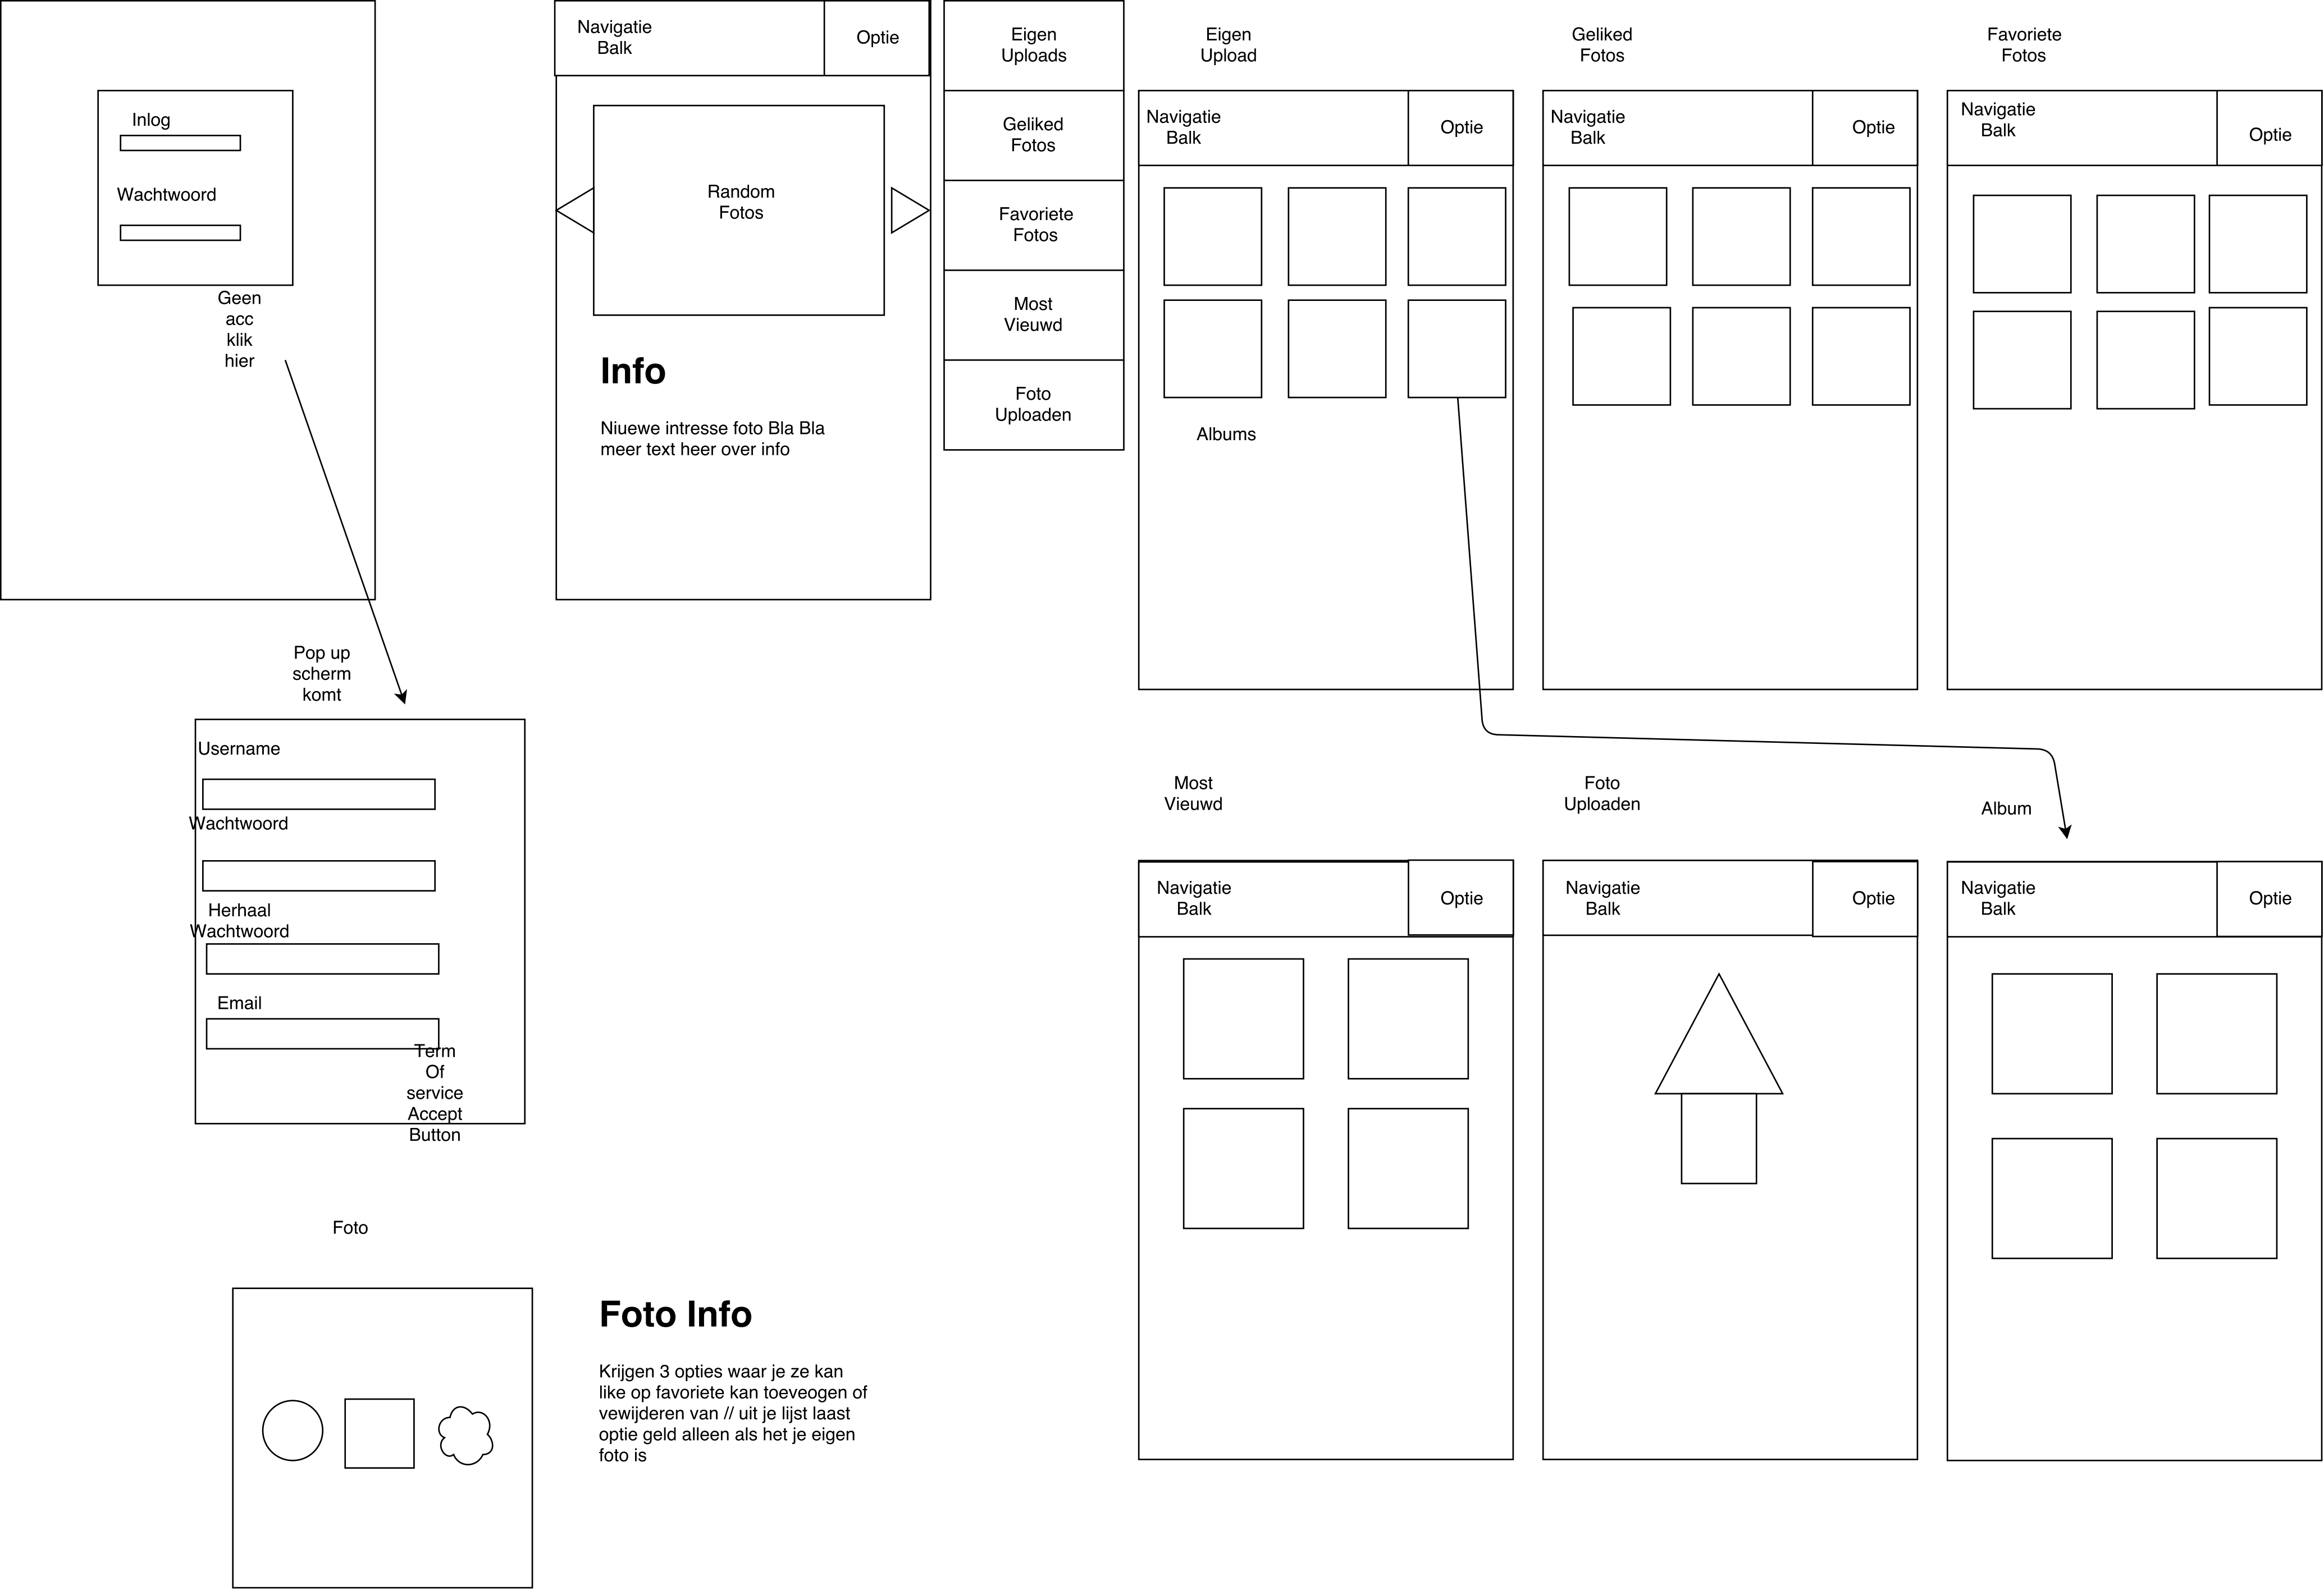 Inlog
Wachtwoord
Geen
acc
klik
hier
Pop up
scherm
komt
Username
Wachtwoord
Herhaal
Wachtwoord
Email
Term
Of
service
Accept
Button
Foto
Navigatie
Balk
Optie
Random
Fotos
Info
Niuewe intresse foto Bla Bla
meer text heer over info
Eigen
Uploads
Geliked
Fotos
Favoriete
Fotos
Most
Vieuwd
Foto
Uploaden
Eigen
Upload
Navigatie
Balk
Optie
Albums
Geliked
Fotos
Navigatie
Balk
Optie
Favoriete
Fotos
Navigatie
Balk
Optie
Most
Vieuwd
Navigatie
Balk
Optie
Foto
Uploaden
Navigatie
Balk
Optie
Album
Navigatie
Balk
Optie
Foto Info
Krijgen 3 opties waar je ze kan
like op favoriete kan toeveogen of
vewijderen van // uit je lijst laast
optie geld alleen als het je eigen
foto is